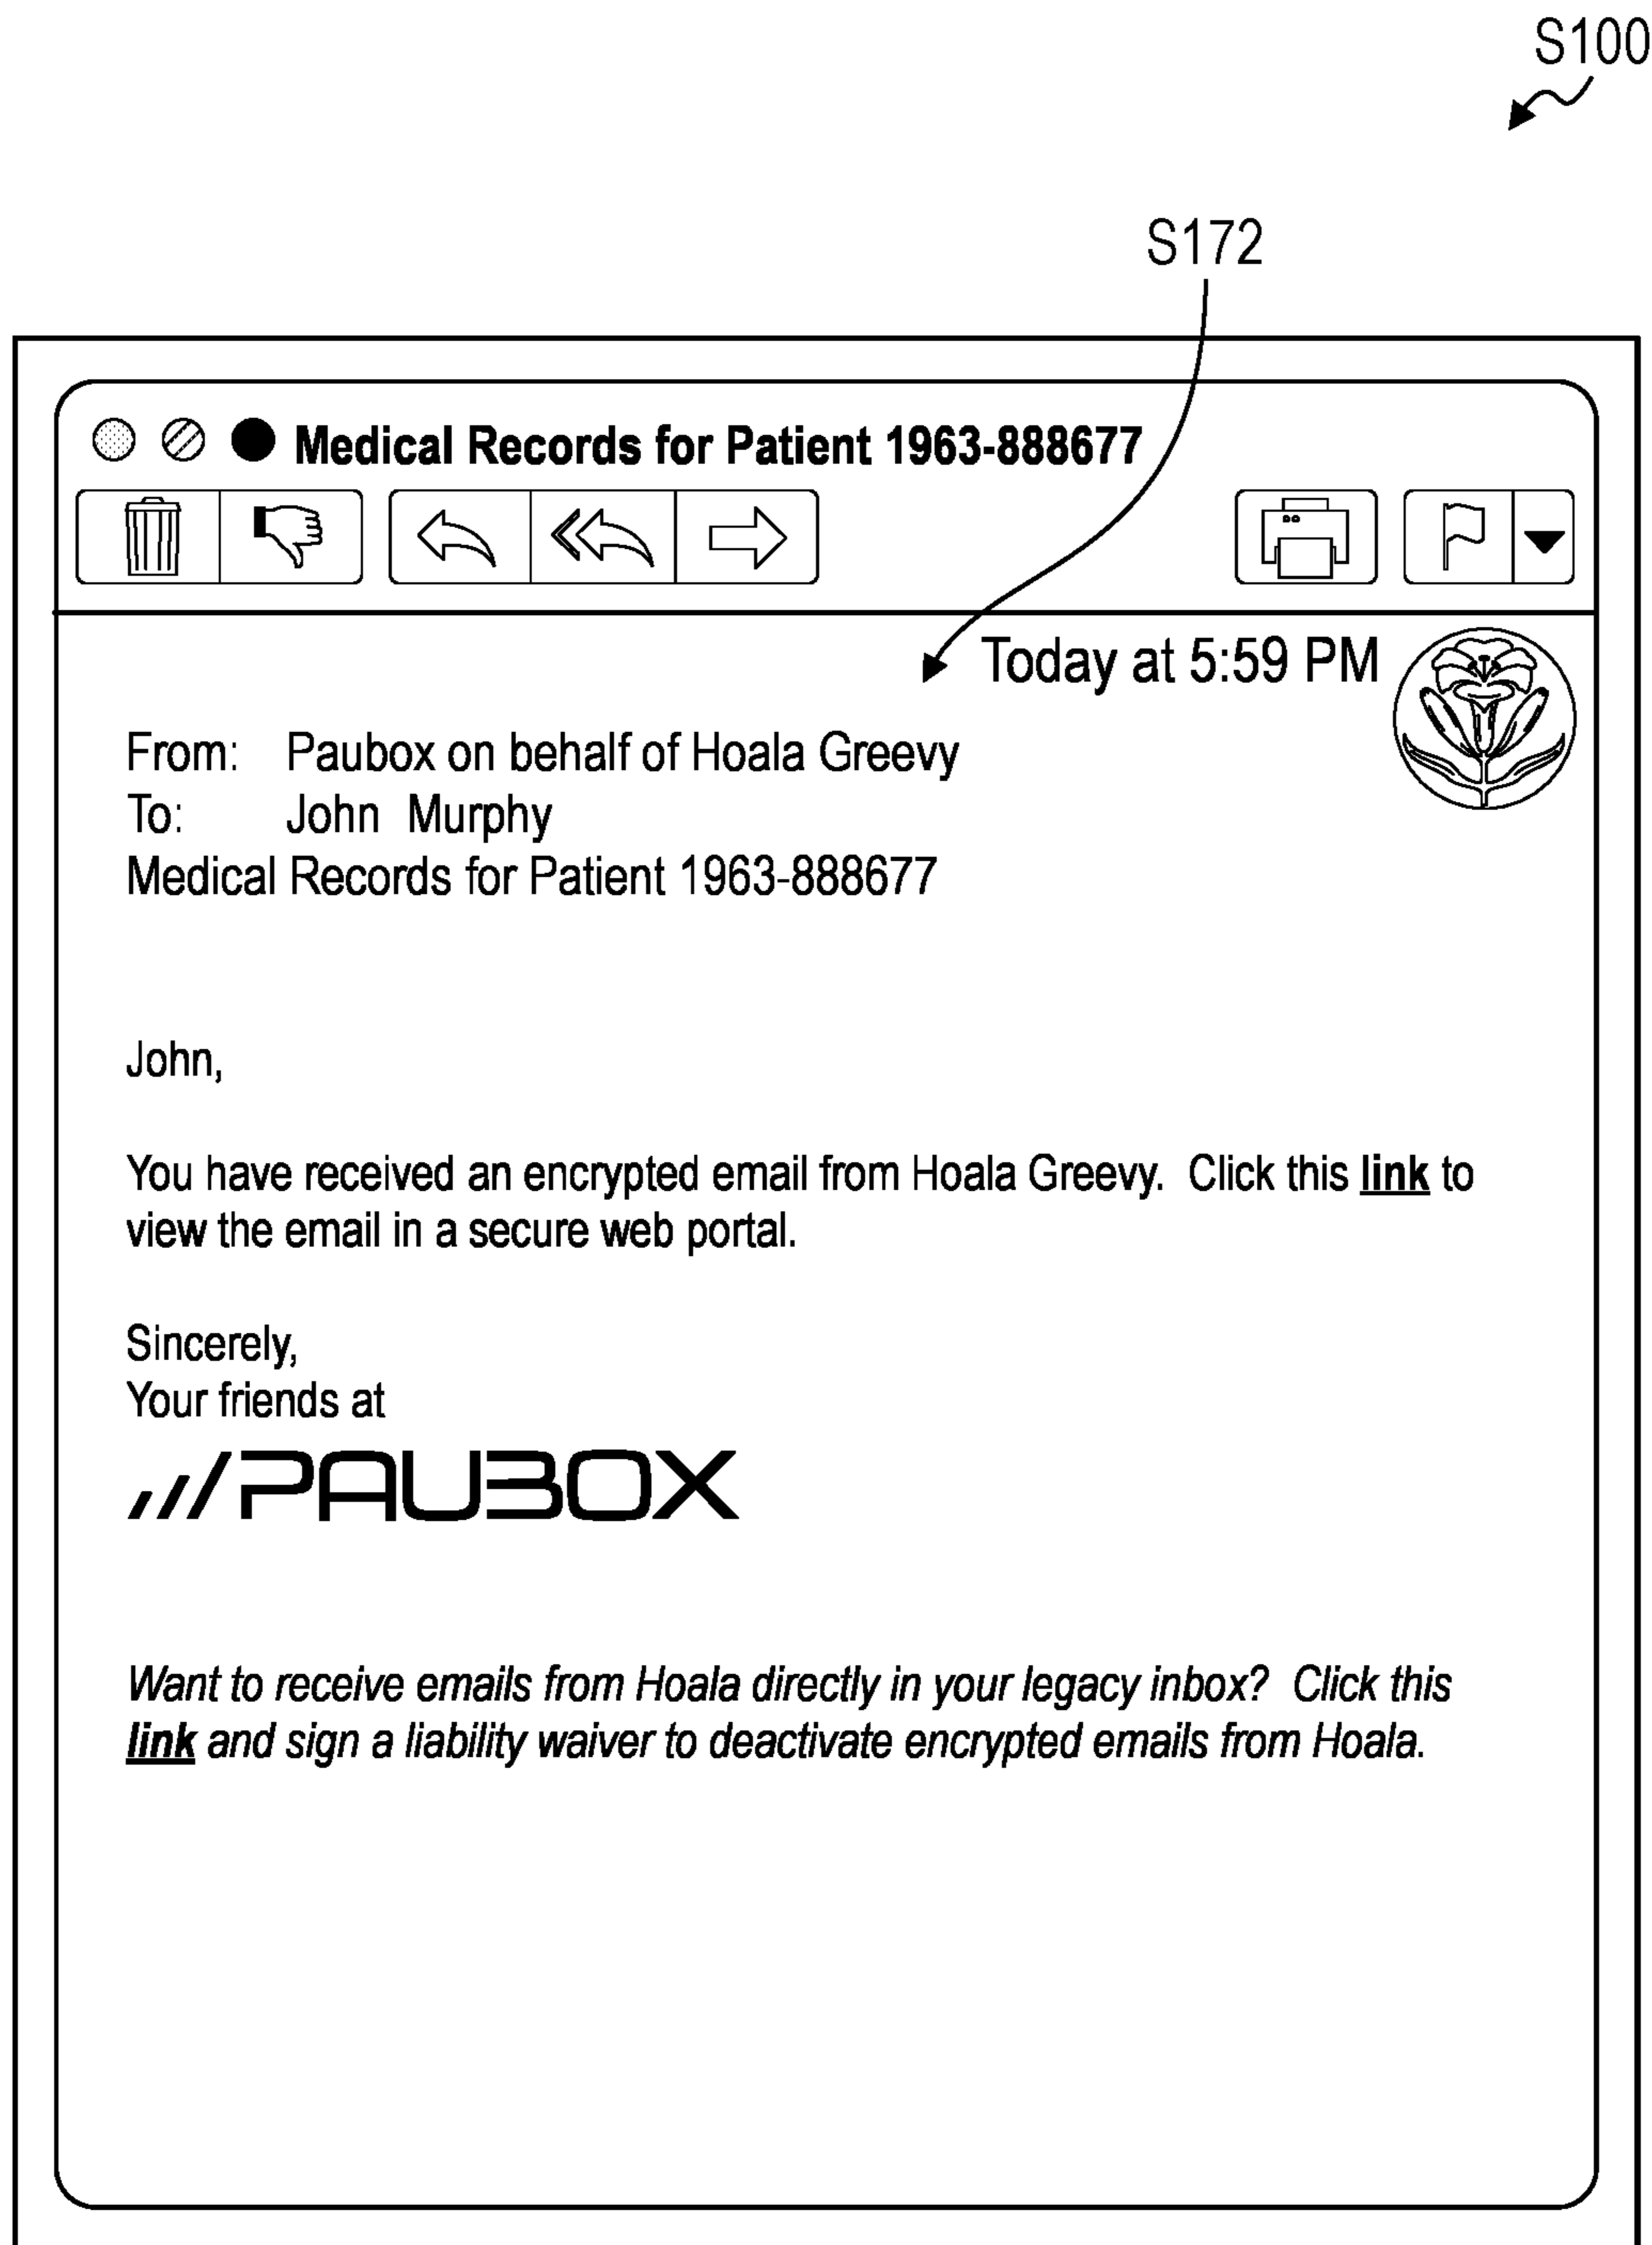 S100
S172
Medical Records for Patient 1963-888677
Today at 5:59 PM
From: Paubox on behalf of Hoala Greevy
To: John Murphy
Medical Records for Patient 1963-888677
John,
You have received an encrypted email from Hoala Greevy. Click this link to
view the email in a secure web portal.
Sincerely,
Your friends at
PAUBOX
Want to receive emails from Hoala directly in your legacy inbox? Click this
link and sign a liability waiver to deactivate encrypted emails from Hoala.